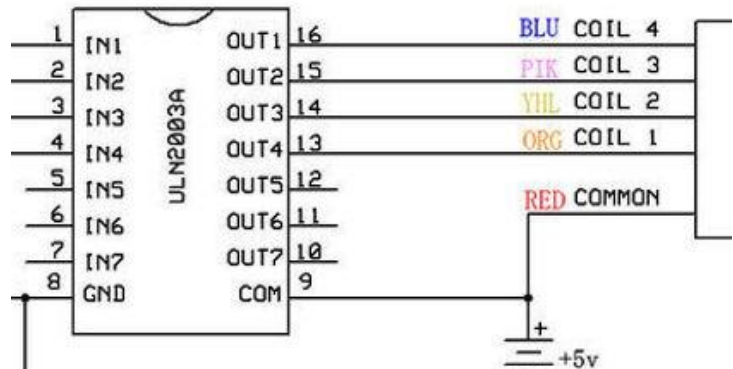 1 IN1 OUT1 16 BLU COIL 4
2 IN2 OUT2 15 PIK COIL 3
3 IN3 OUT3 14 YHL COIL 2
4 IN4 OUT4 13 ORG COIL 1
5 IN5 OUT5 12
6 IN6 OUT6 11
7 IN7 OUT7 10
8 GND COM 9
ULN2003A
RED COMMON
+
+5v